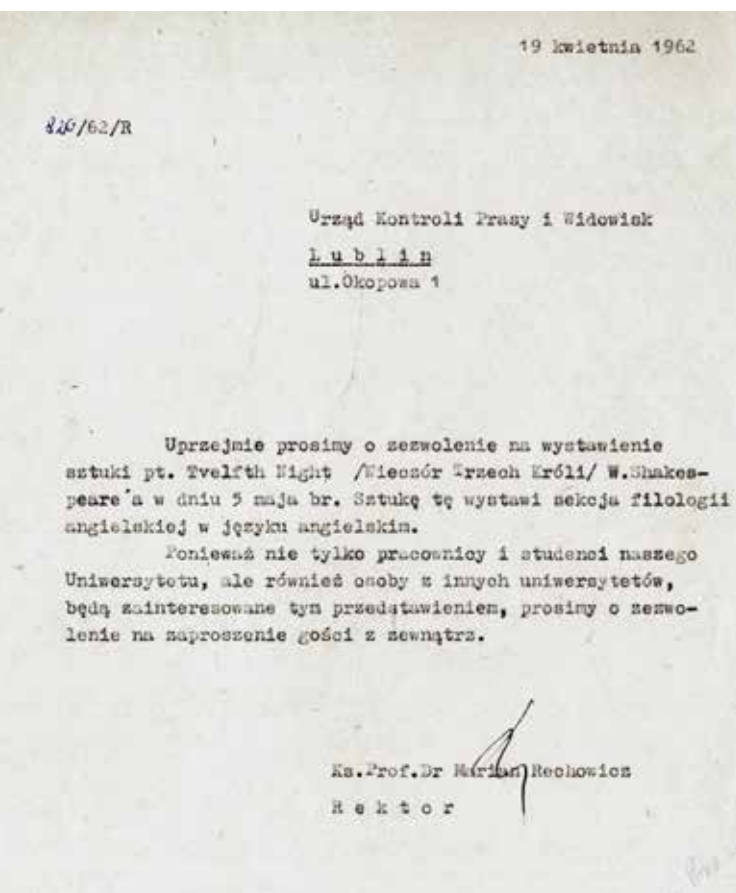 19 kwietnia 1962
820/62/R
Urząd Kontroli Prasy i Widowisk
L u b l i n
ul.Okopowa 1
Uprzejmie prosimy o zezwolenie na wystawienie
sztuki pt. Tvelfth Night /Wieczór Trzech Króli/ W.Shakes-
peare´a w dniu 5 maja br. Sztukę tę wystawi sekcja filologii
angielskiej w języku angielskim.
Ponieważ nie tylko pracownicy i studenci naszego
Uniwersytetu, ale również osoby z innych uniwersytetów,
będą zainteresowane tym przedstawieniem, prosimy o zezwo-
lenie na zaproszenie gości z zewnątrz.
Ks.Prof.Dr Marian Rechowicz
R e k t o r